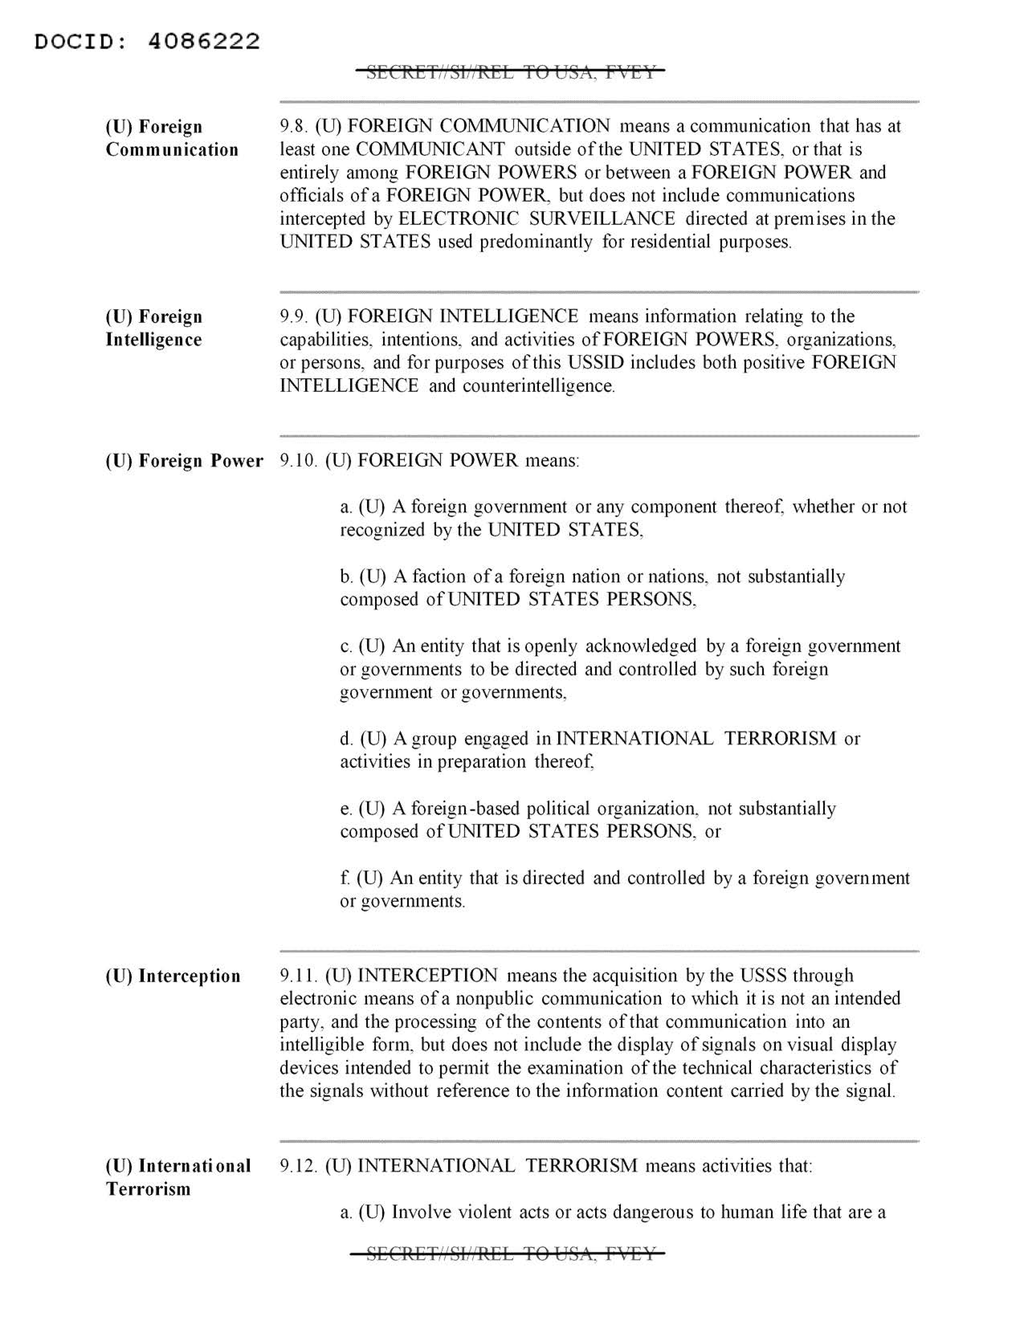 DOCID: 4086222
SECRET//SI//REL TO USA, FVEY
(U) Foreign
Communication
9.8. (U) FOREIGN COMMUNICATION means a communication that has at
least one COMMUNICANT outside of the UNITED STATES, or that is
entirely among FOREIGN POWERS or between a FOREIGN POWER and
officials of a FOREIGN POWER, but does not include communications
intercepted by ELECTRONIC SURVEILLANCE directed at premises in the
UNITED STATES used predominantly for residential purposes.
(U) Foreign
Intelligence
9.9. (U) FOREIGN INTELLIGENCE means information relating to the
capabilities, intentions, and activities of FOREIGN POWERS, organizations,
or persons, and for purposes of this USSID includes both positive FOREIGN
INTELLIGENCE and counterintelligence.
(U) Foreign Power
9.10. (U) FOREIGN POWER means:
a. (U) A foreign government or any component thereof, whether or not
recognized by the UNITED STATES,
b. (U) A faction of a foreign nation or nations, not substantially
composed of UNITED STATES PERSONS,
c. (U) An entity that is openly acknowledged by a foreign government
or governments to be directed and controlled by such foreign
government or governments,
d. (U) A group engaged in INTERNATIONAL TERRORISM or
activities in preparation thereof,
e. (U) A foreign-based political organization, not substantially
composed of UNITED STATES PERSONS, or
f. (U) An entity that is directed and controlled by a foreign government
or governments.
(U) Interception
9.11. (U) INTERCEPTION means the acquisition by the USSS through
electronic means of a nonpublic communication to which it is not an intended
party, and the processing of the contents of that communication into an
intelligible form, but does not include the display of signals on visual display
devices intended to permit the examination of the technical characteristics of
the signals without reference to the information content carried by the signal.
(U) International
Terrorism
9.12. (U) INTERNATIONAL TERRORISM means activities that:
a. (U) Involve violent acts or acts dangerous to human life that are a
SECRET//SI//REL TO USA, FVEY